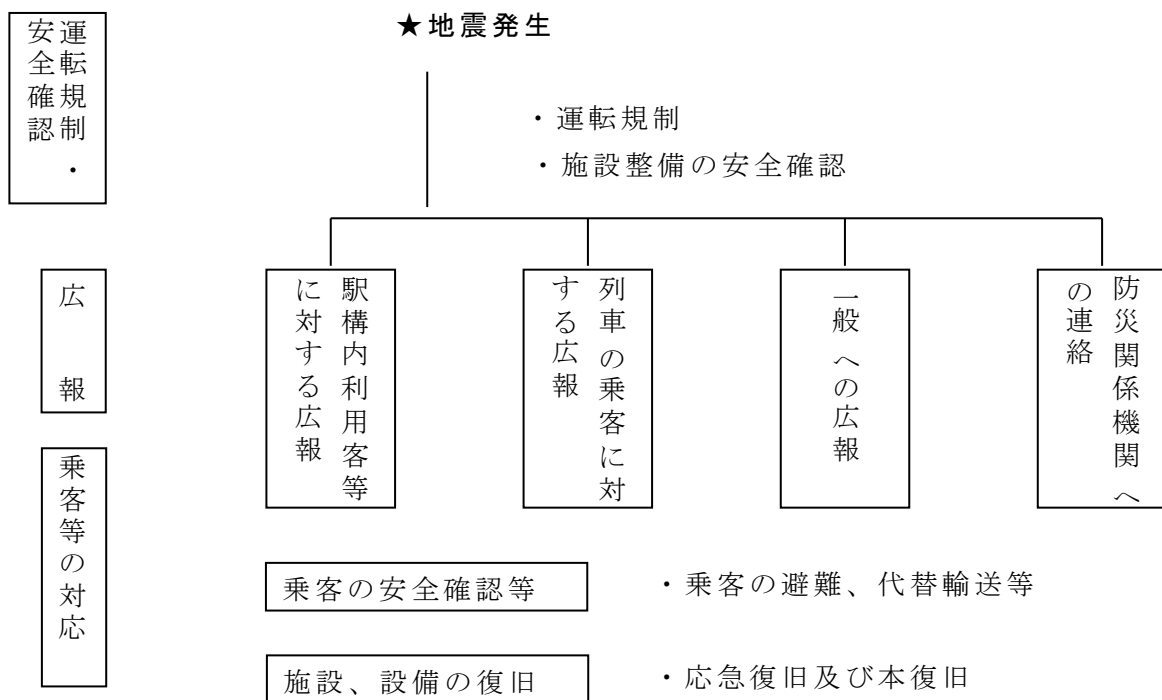 運転規制・
安全確認
★地震発生
・運転規制
・施設整備の安全確認
広報
駅構内利用客等
に対する広報
列車の乗客に対
する広報
一般への広報
防災関係機関へ
の連絡
乗客等の対応
乗客の安全確認等
・乗客の避難、代替輸送等
施設、設備の復旧
・応急復旧及び本復旧